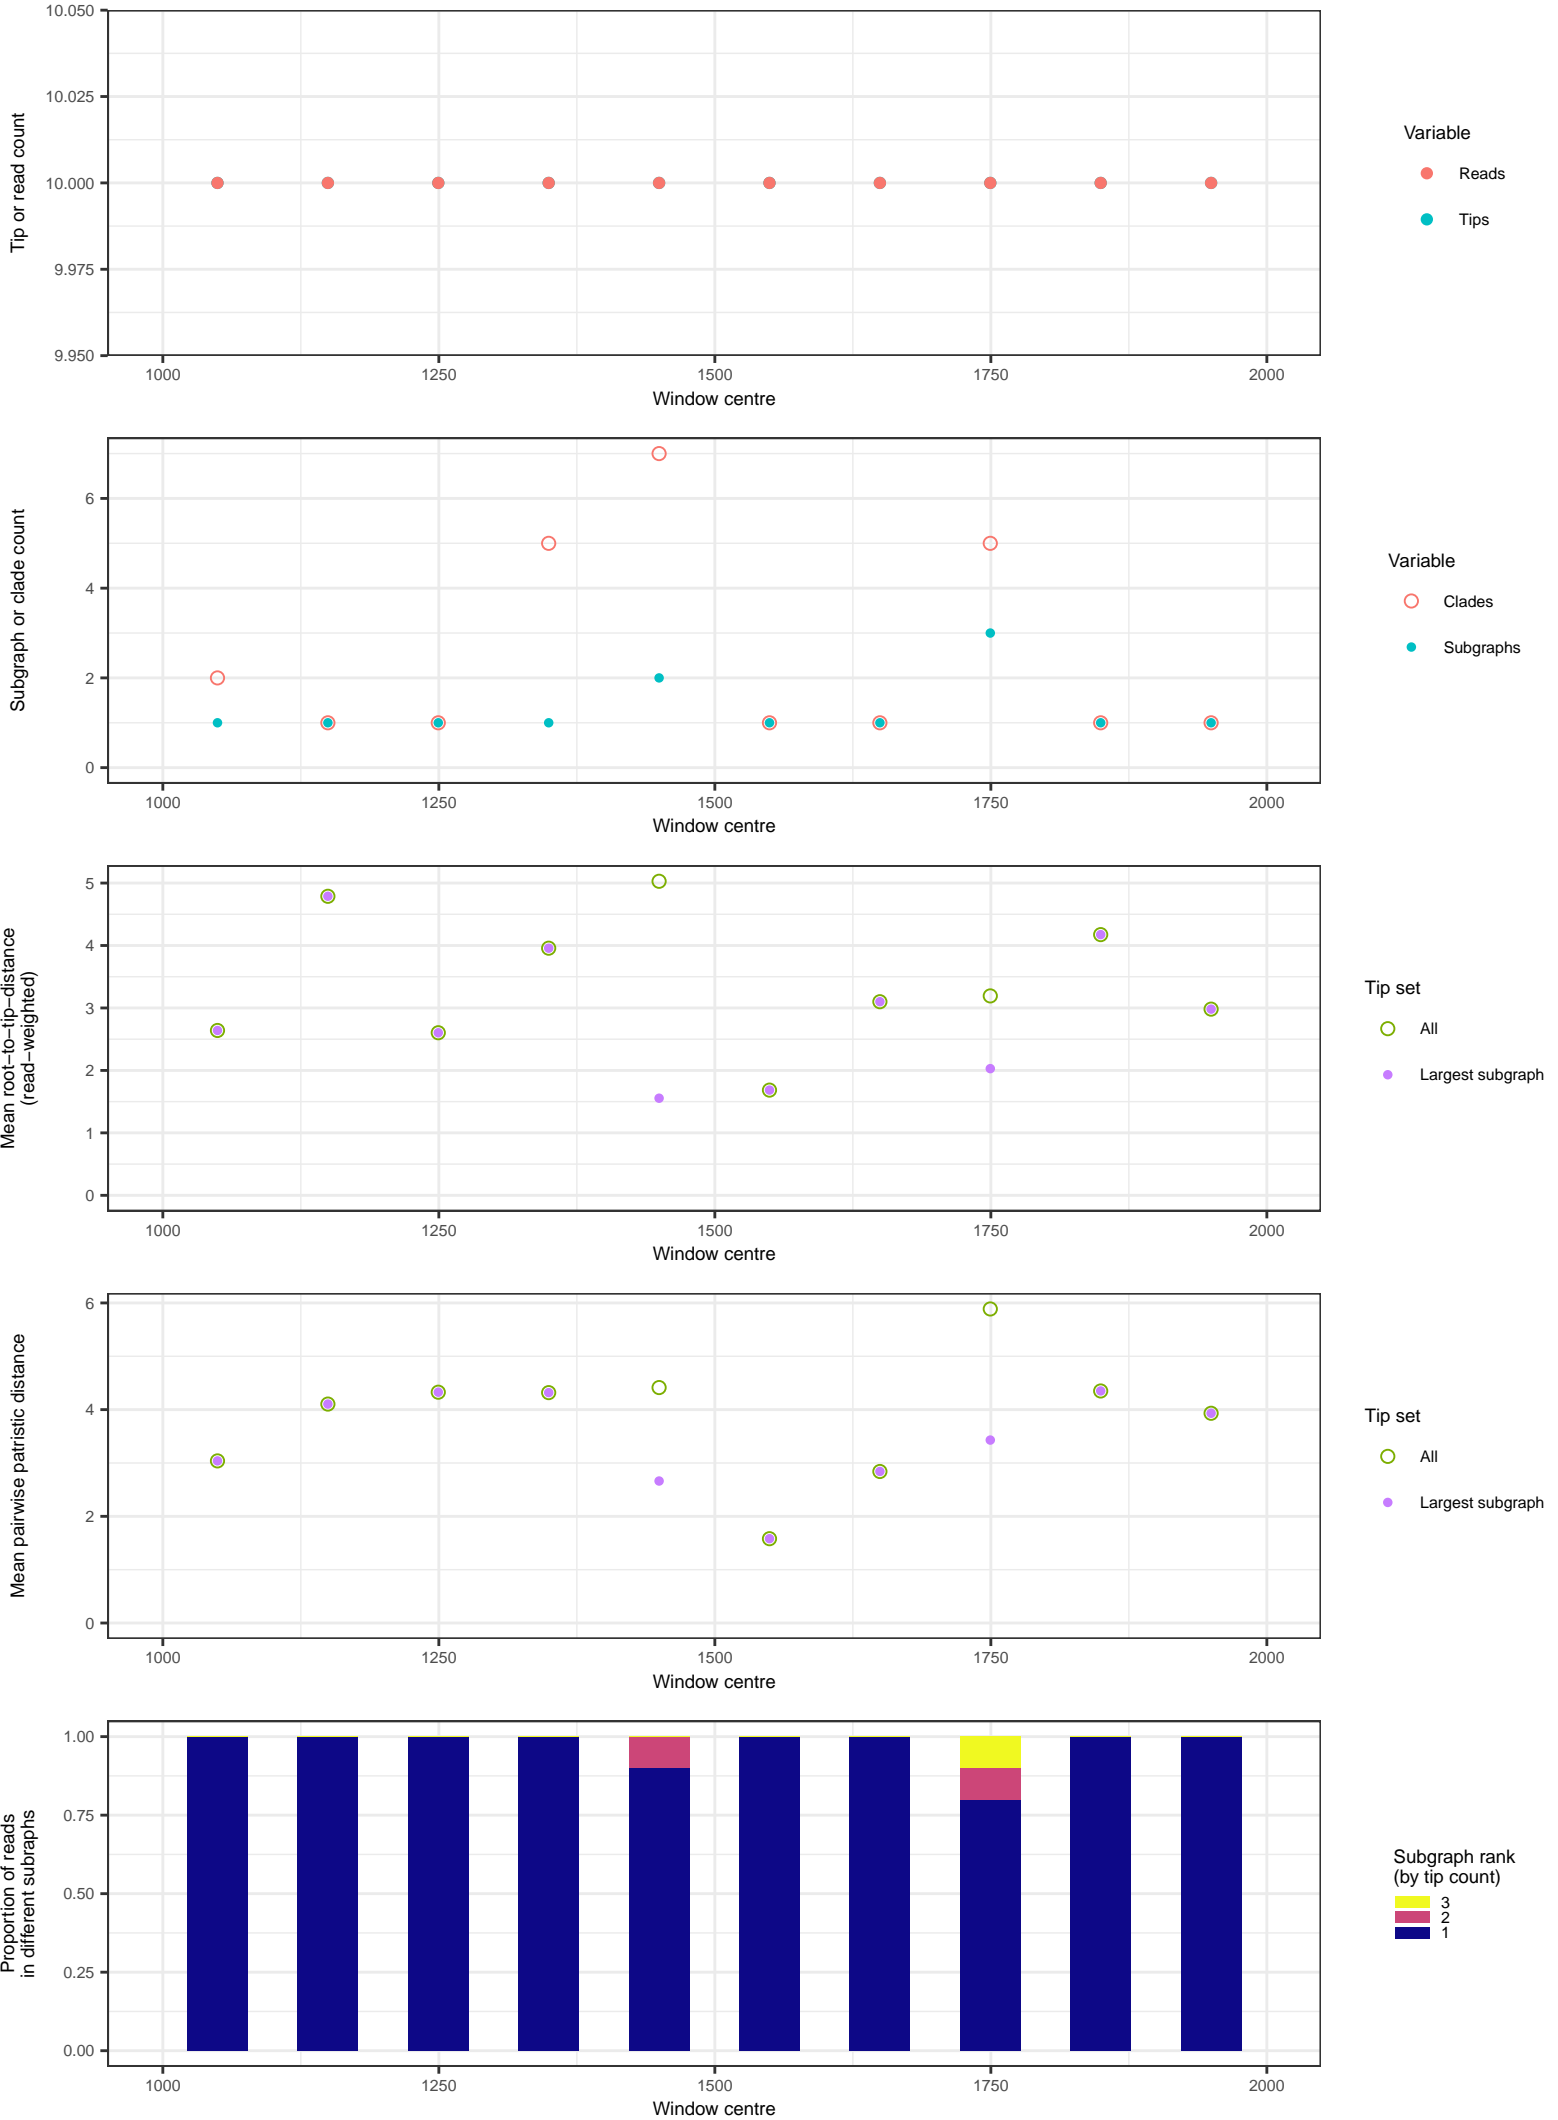 10.050
10.025
10.000
9.975
9.950
Tip or read count
1000 1250 1500 1750 2000
Window centre
Variable
Reads
Tips
6
4
2
0
Subgraph or clade count
1000 1250 1500 1750 2000
Window centre
Variable
Clades
Subgraphs
5
4
3
2
1
0
Mean root−to−tip−distance
(read−weighted)
1000 1250 1500 1750 2000
Window centre
Tip set
All
Largest subgraph
6
4
2
0
Mean pairwise patristic distance
1000 1250 1500 1750 2000
Window centre
Tip set
All
Largest subgraph
1.00
0.75
0.50
0.25
0.00
Proportion of reads
in different subraphs
1000 1250 1500 1750 2000
Window centre
Subgraph rank
(by tip count)
3
2
1